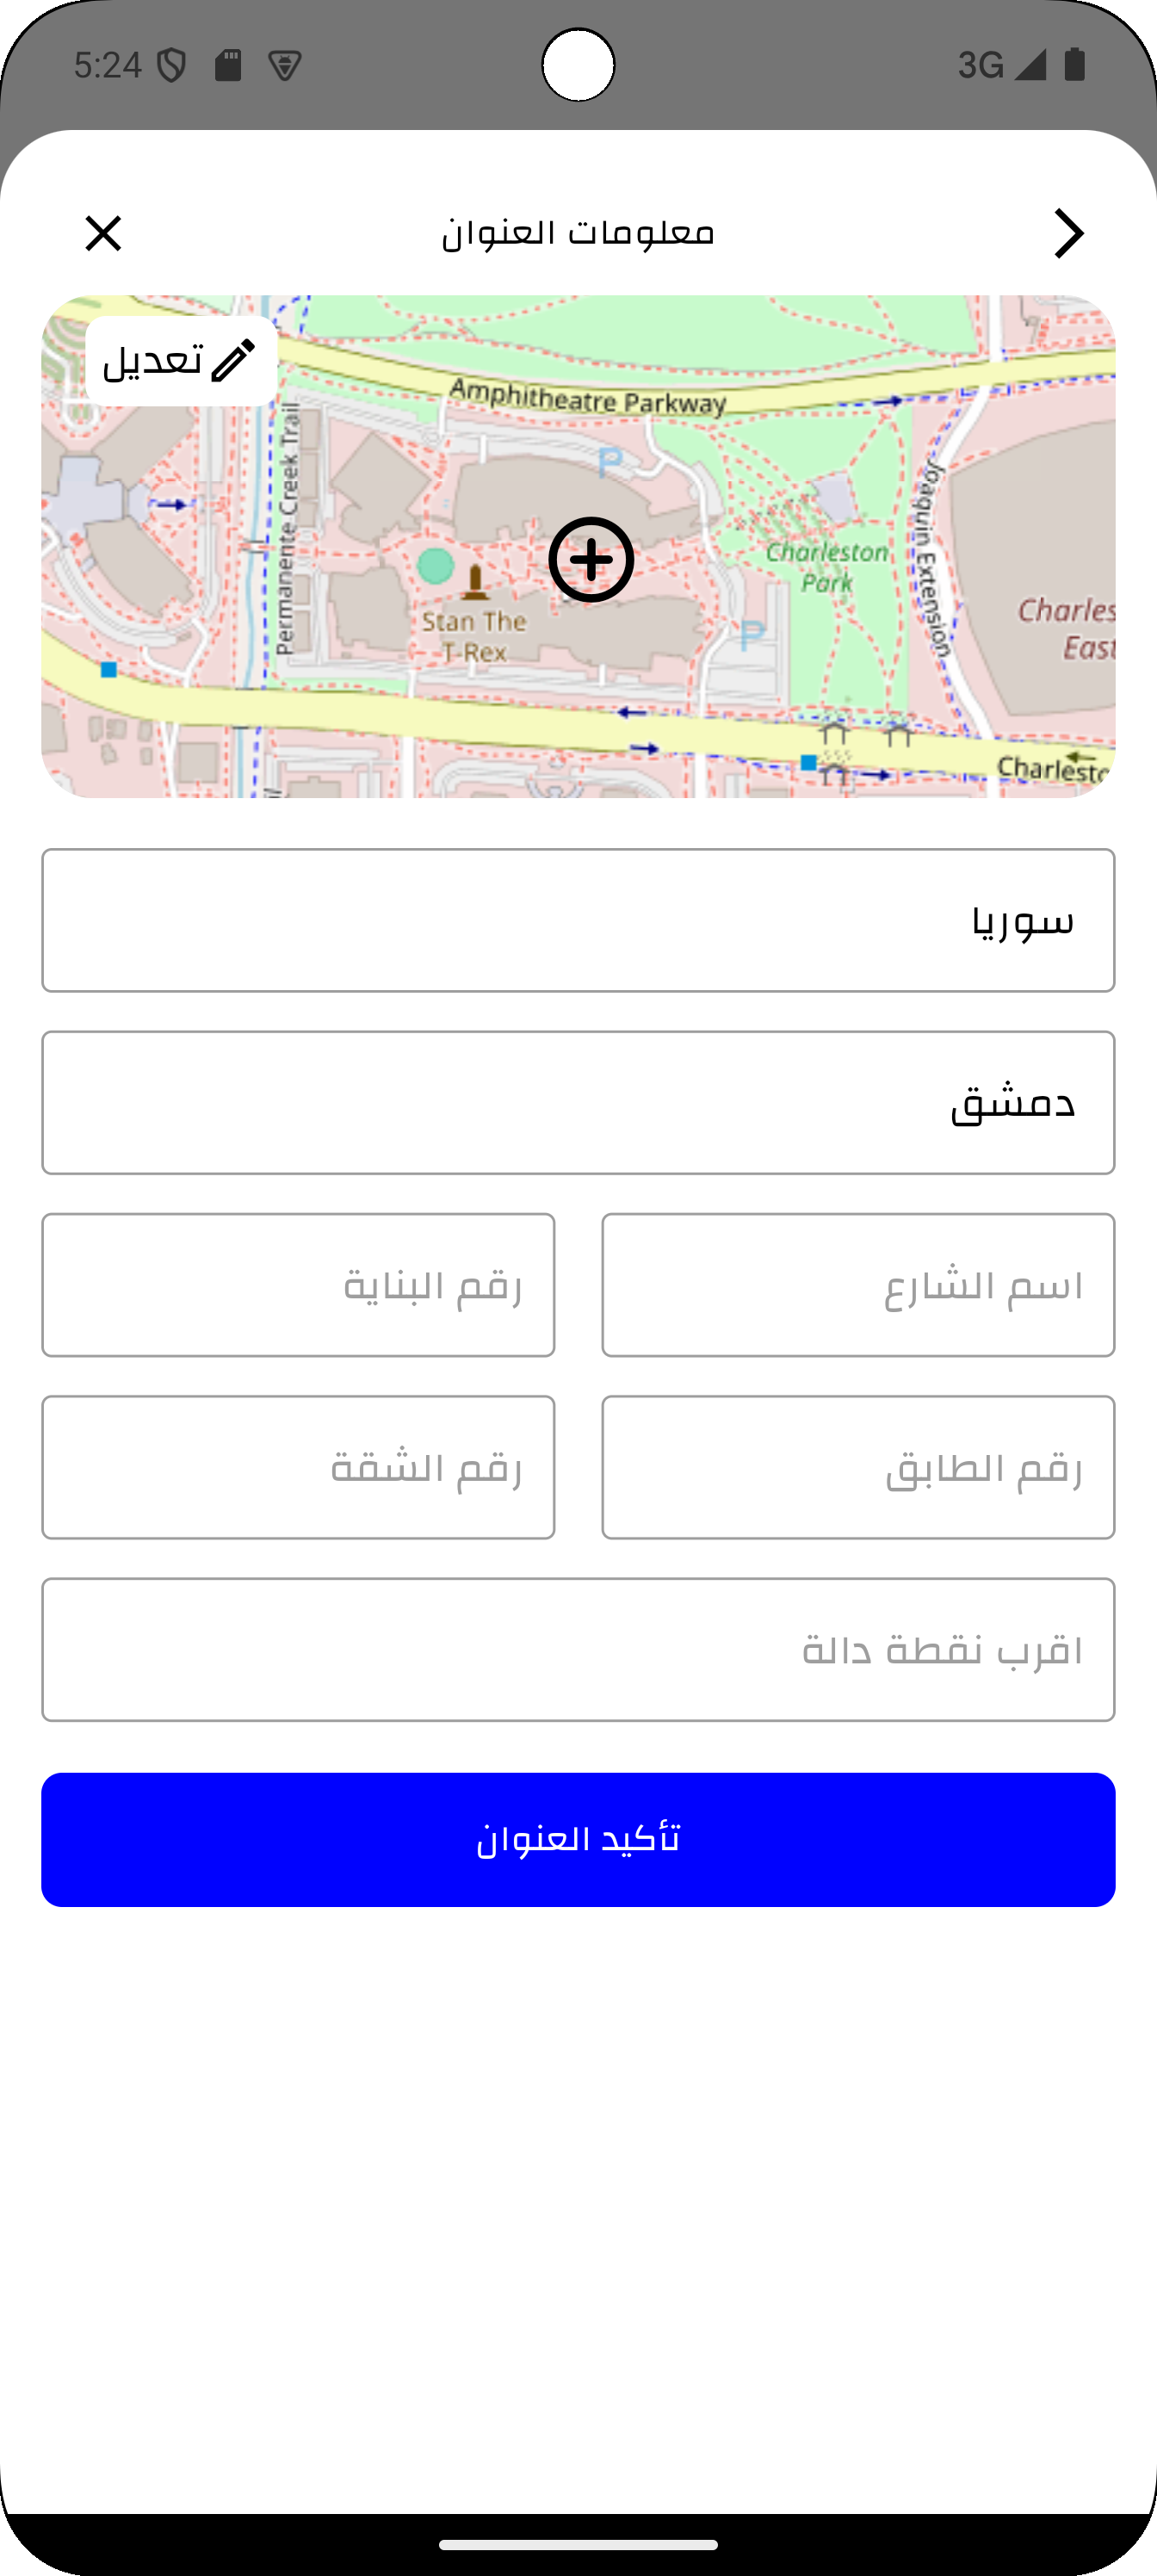 5:24 3G
معلومات العنوان
تعديل
Amphitheatre Parkway
Permanente Creek Trail
P
Joaquin Extension
Charleston
Park
Stan The
T-Rex
P
Charles
East
Charlesto
سوريا
دمشق
اسم الشارع رقم البناية
رقم الطابق رقم الشقة
اقرب نقطة دالة
تأكيد العنوان